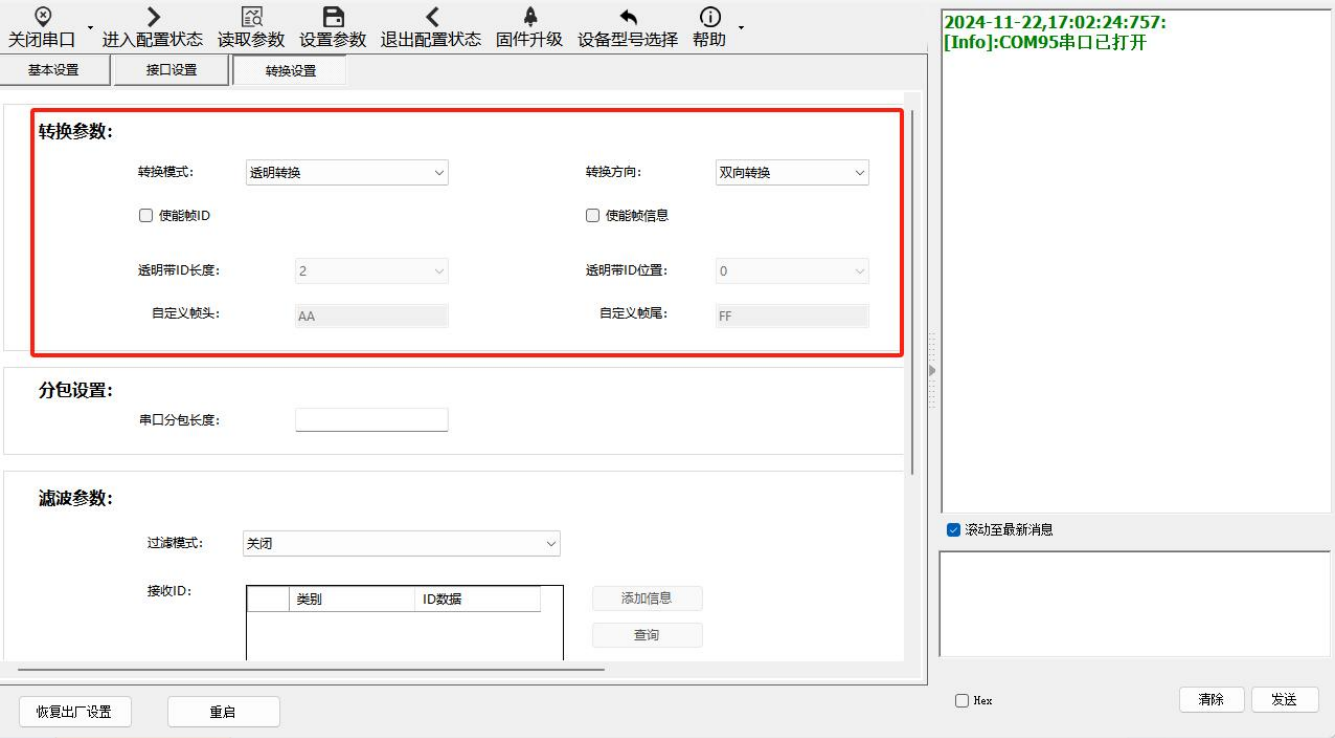 关闭串口 进入配置状态 读取参数 设置参数 退出配置状态 固件升级 设备型号选择 帮助
基本设置 接口设置 转换设置
转换参数:
转换模式: 透明转换 转换方向: 双向转换
使能帧ID 使能帧信息
透明带ID长度: 2 透明带ID位置: 0
自定义帧头: AA 自定义帧尾: FF
分包设置:
串口分包长度:
滤波参数:
过滤模式: 关闭
接收ID: 类别 ID数据 添加信息
查询
恢复出厂设置 重启
2024-11-22,17:02:24:757:
[Info]:COM95串口已打开
滚动至最新消息
Hex 清除 发送